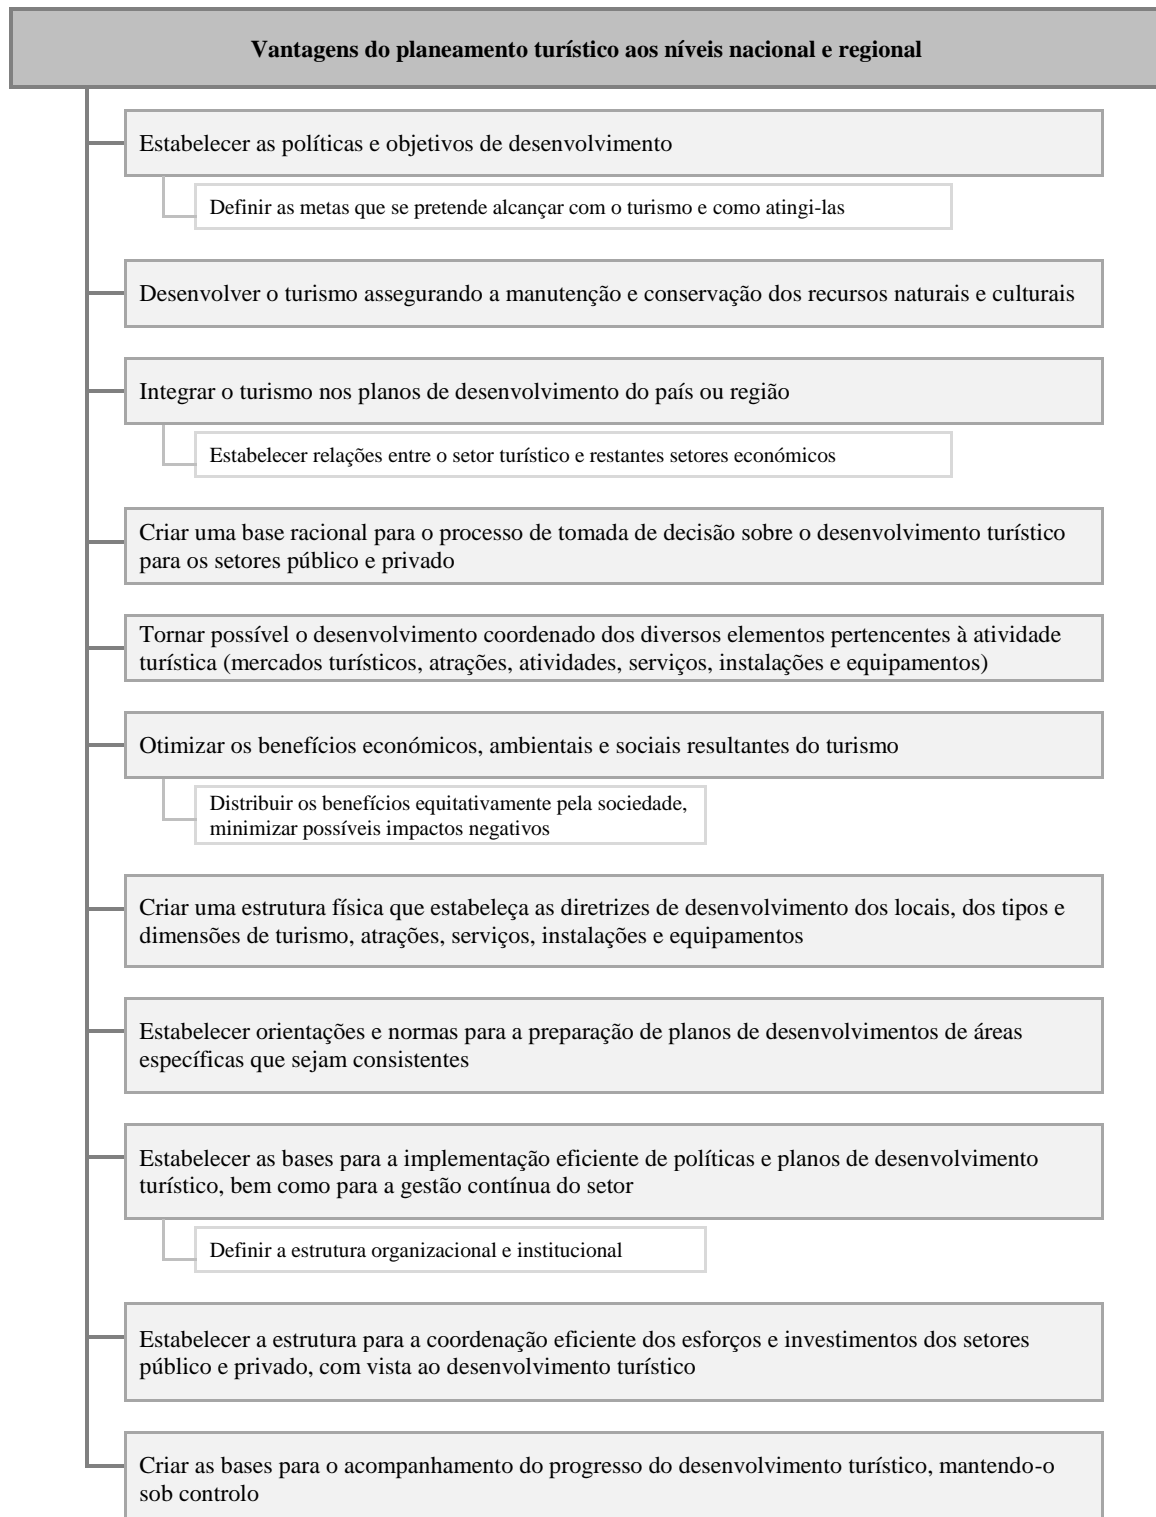 Vantagens do planeamento turístico aos níveis nacional e regional
Estabelecer as políticas e objetivos de desenvolvimento
Definir as metas que se pretende alcançar com o turismo e como atingi-las
Desenvolver o turismo assegurando a manutenção e conservação dos recursos naturais e culturais
Integrar o turismo nos planos de desenvolvimento do país ou região
Estabelecer relações entre o setor turístico e restantes setores económicos
Criar uma base racional para o processo de tomada de decisão sobre o desenvolvimento turístico
para os setores público e privado
Tornar possível o desenvolvimento coordenado dos diversos elementos pertencentes à atividade
turística (mercados turísticos, atrações, atividades, serviços, instalações e equipamentos)
Otimizar os benefícios económicos, ambientais e sociais resultantes do turismo
Distribuir os benefícios equitativamente pela sociedade,
minimizar possíveis impactos negativos
Criar uma estrutura física que estabeleça as diretrizes de desenvolvimento dos locais, dos tipos e
dimensões de turismo, atrações, serviços, instalações e equipamentos
Estabelecer orientações e normas para a preparação de planos de desenvolvimentos de áreas
específicas que sejam consistentes
Estabelecer as bases para a implementação eficiente de políticas e planos de desenvolvimento
turístico, bem como para a gestão contínua do setor
Definir a estrutura organizacional e institucional
Estabelecer a estrutura para a coordenação eficiente dos esforços e investimentos dos setores
público e privado, com vista ao desenvolvimento turístico
Criar as bases para o acompanhamento do progresso do desenvolvimento turístico, mantendo-o
sob controlo